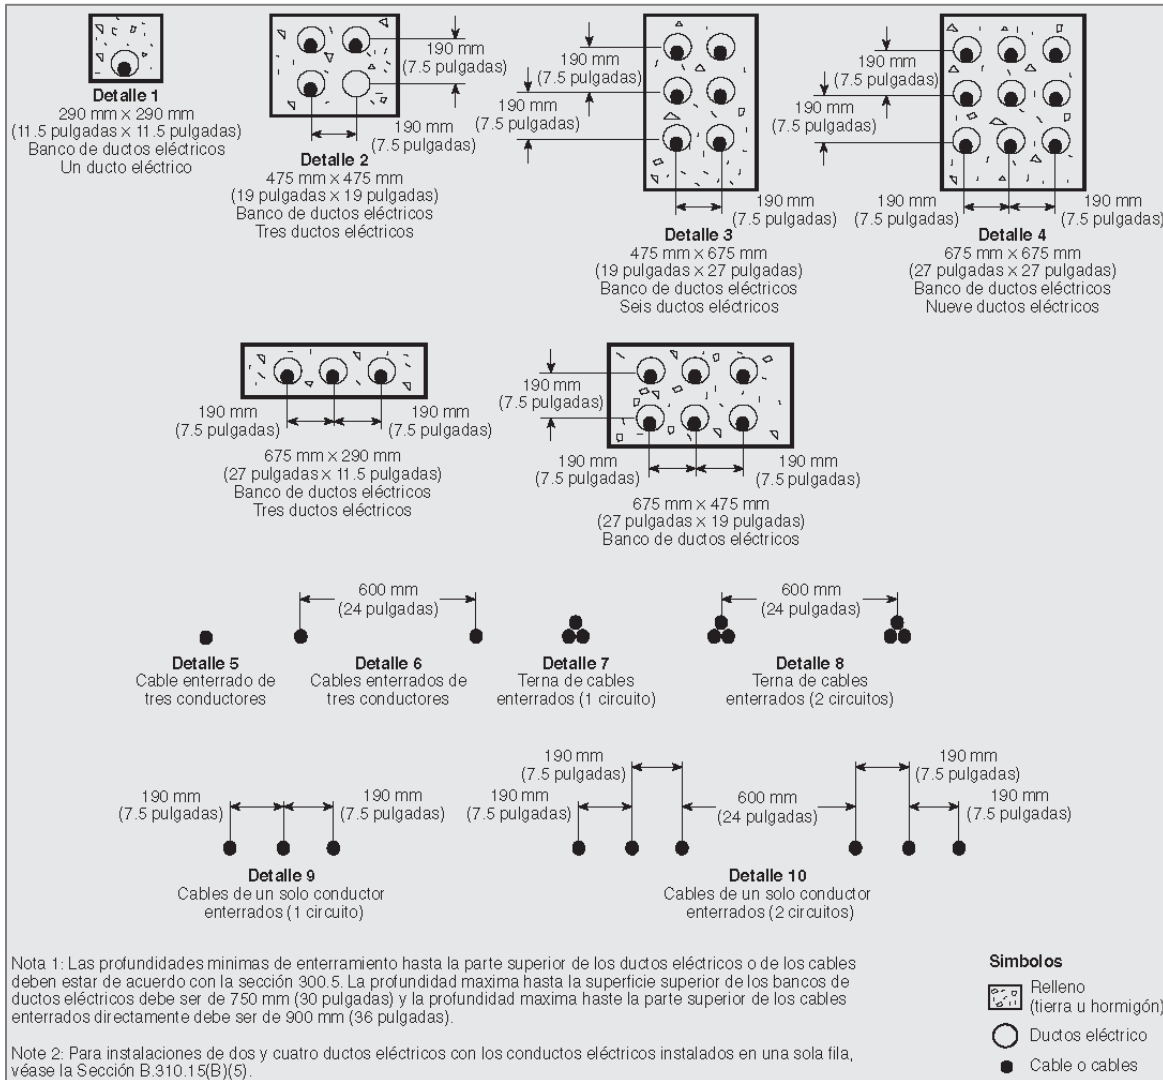 190 mm
(7.5 pulgadas)
190 mm
(7.5 pulgadas)
Detalle 1
290 mm × 290 mm
(11.5 pulgadas × 11.5 pulgadas)
Banco de ductos eléctricos
Un ducto eléctrico
Detalle 2
475 mm × 475 mm
(19 pulgadas × 19 pulgadas)
Banco de ductos eléctricos
Tres ductos eléctricos
190 mm
(7.5 pulgadas)
190 mm
(7.5 pulgadas)
190 mm
(7.5 pulgadas)
Detalle 3
475 mm × 675 mm
(19 pulgadas × 27 pulgadas)
Banco de ductos eléctricos
Seis ductos eléctricos
190 mm
(7.5 pulgadas)
190 mm
(7.5 pulgadas)
190 mm
(7.5 pulgadas)
190 mm
(7.5 pulgadas)
Detalle 4
675 mm × 675 mm
(27 pulgadas × 27 pulgadas)
Banco de ductos eléctricos
Nueve ductos eléctricos
190 mm
(7.5 pulgadas)
190 mm
(7.5 pulgadas)
675 mm × 290 mm
(27 pulgadas × 11.5 pulgadas)
Banco de ductos eléctricos
Tres ductos eléctricos
190 mm
(7.5 pulgadas)
190 mm
(7.5 pulgadas)
190 mm
(7.5 pulgadas)
675 mm × 475 mm
(27 pulgadas × 19 pulgadas)
Banco de ductos eléctricos
600 mm
(24 pulgadas)
600 mm
(24 pulgadas)
Detalle 5
Cable enterrado de
tres conductores
Detalle 6
Cables enterrados de
tres conductores
Detalle 7
Terna de cables
enterrados (1 circuito)
Detalle 8
Terna de cables
enterrados (2 circuitos)
190 mm
(7.5 pulgadas)
190 mm
(7.5 pulgadas)
Detalle 9
Cables de un solo conductor
enterrados (1 circuito)
190 mm
(7.5 pulgadas)
190 mm
(7.5 pulgadas)
600 mm
(24 pulgadas)
190 mm
(7.5 pulgadas)
190 mm
(7.5 pulgadas)
Detalle 10
Cables de un solo conductor
enterrados (2 circuitos)
Nota 1: Las profundidades minimas de enterramiento hasta la parte superior de los ductos eléctricos o de los cables
deben estar de acuerdo con la sección 300.5. La profundidad maxima hasta la superficie superior de los bancos de
ductos eléctricos debe ser de 750 mm (30 pulgadas) y la profundidad maxima haste la parte superior de los cables
enterrados directamente debe ser de 900 mm (36 pulgadas).
Note 2: Para instalaciones de dos y cuatro ductos eléctricos con los conductos eléctricos instalados en una sola fila,
véase la Sección B.310.15(B)(5).
Simbolos
Relleno
(tierra u hormigón)
Ductos eléctrico
Cable o cables